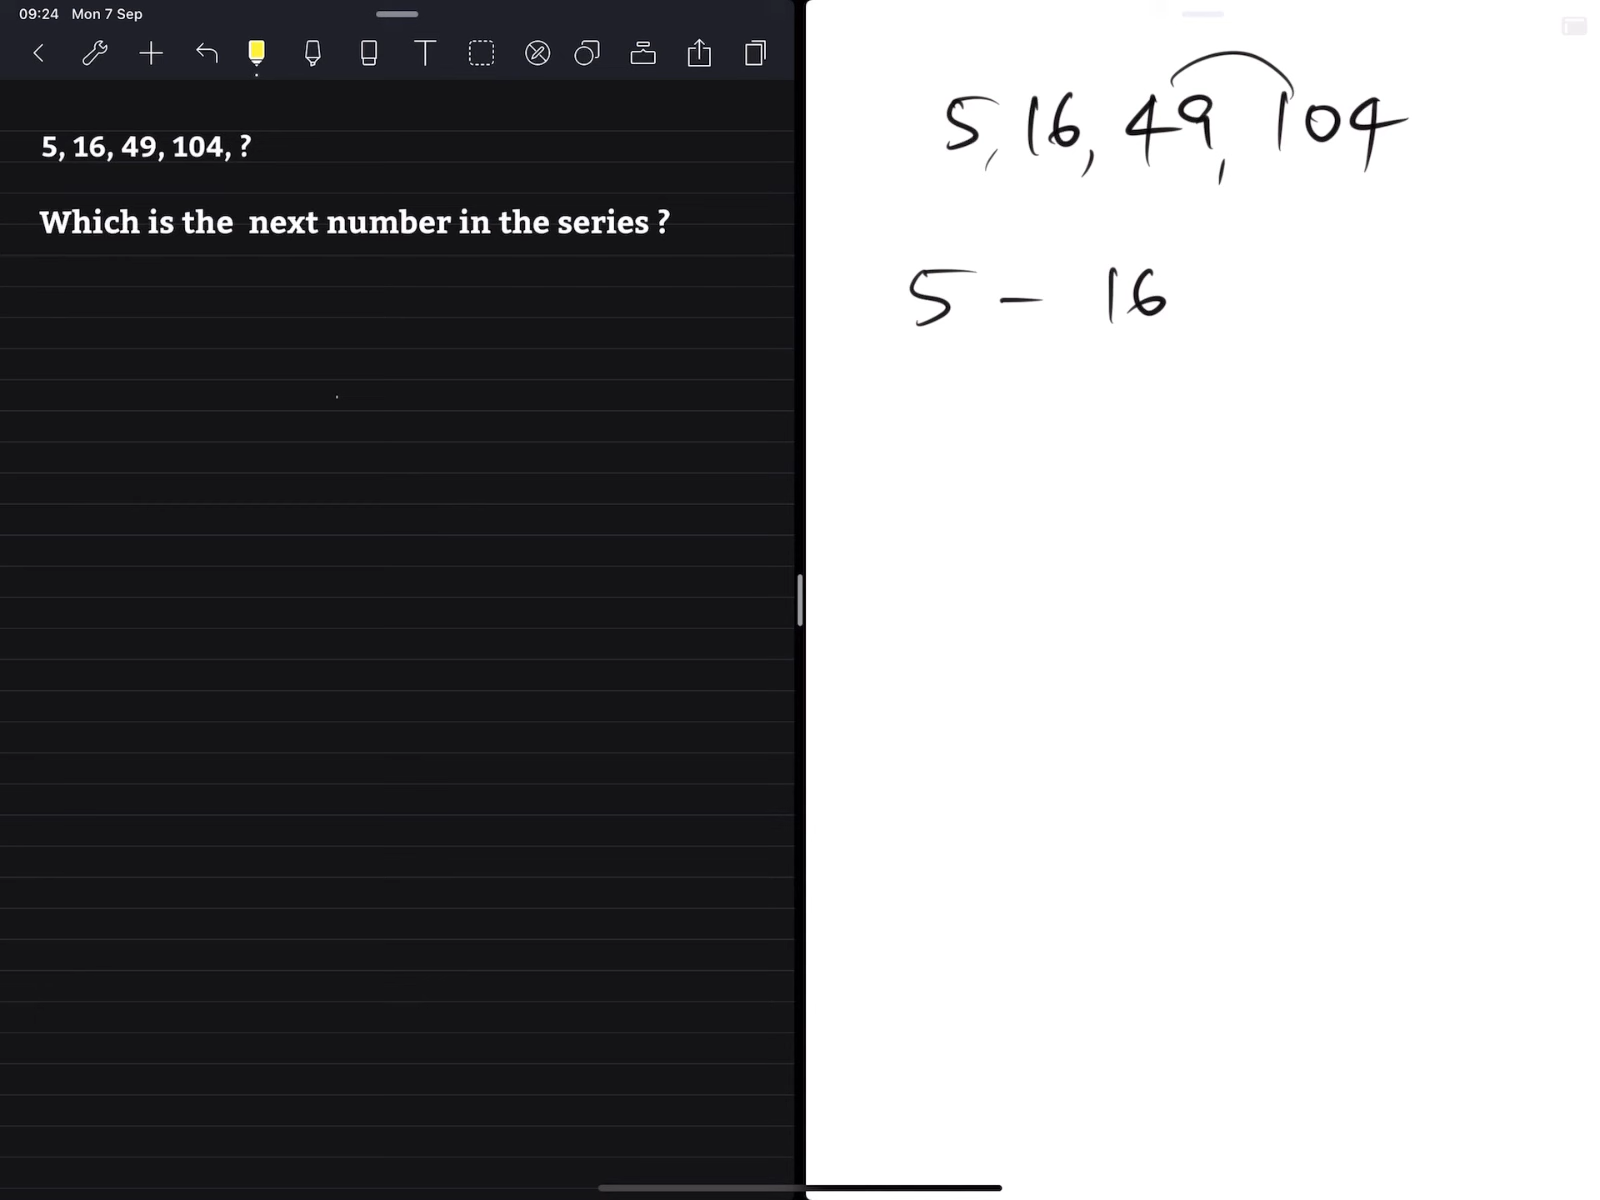 09:24 Mon 7 Sep
5, 16, 49, 104, ?
Which is the next number in the series ?
5, 16, 49, 104
5 - 16